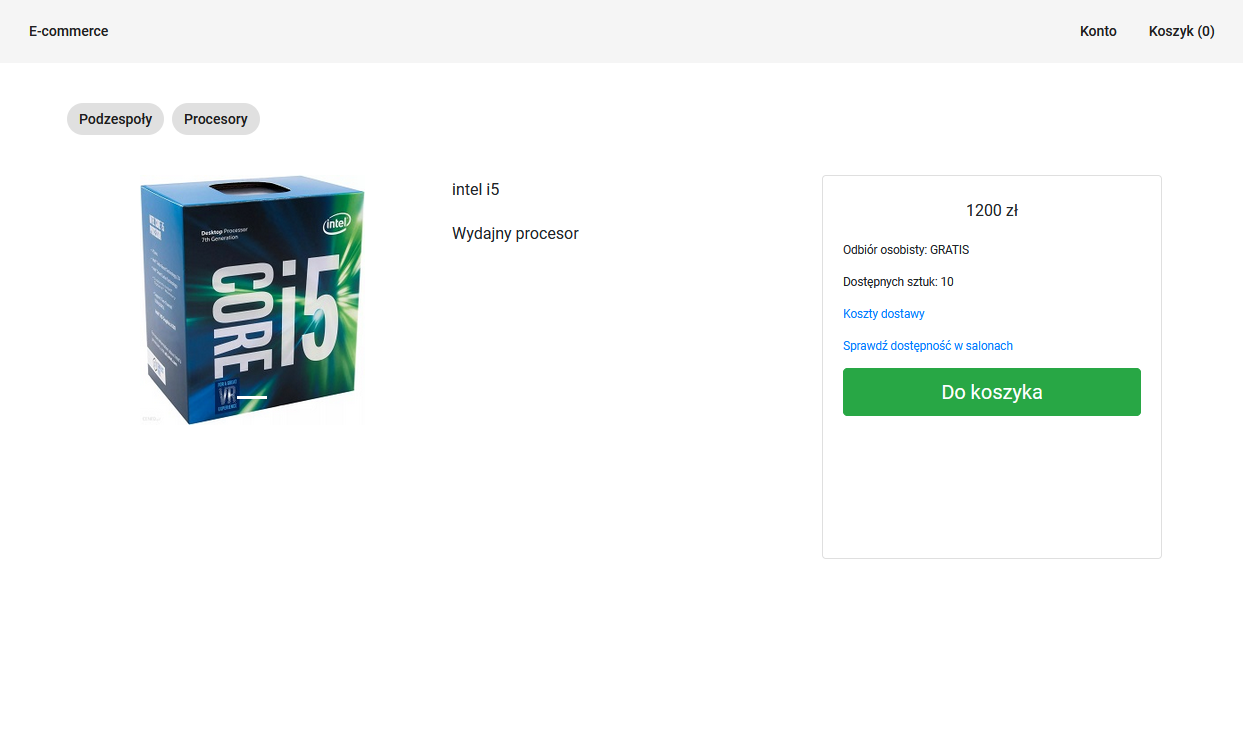 E-commerce
Konto
Koszyk (0)
Podzespoły
Procesory
Desktop Processor
7th Generation
intel
CORE i5
VR
intel i5
Wydajny procesor
1200 zł
Odbiór osobisty: GRATIS
Dostępnych sztuk: 10
Koszty dostawy
Sprawdź dostępność w salonach
Do koszyka